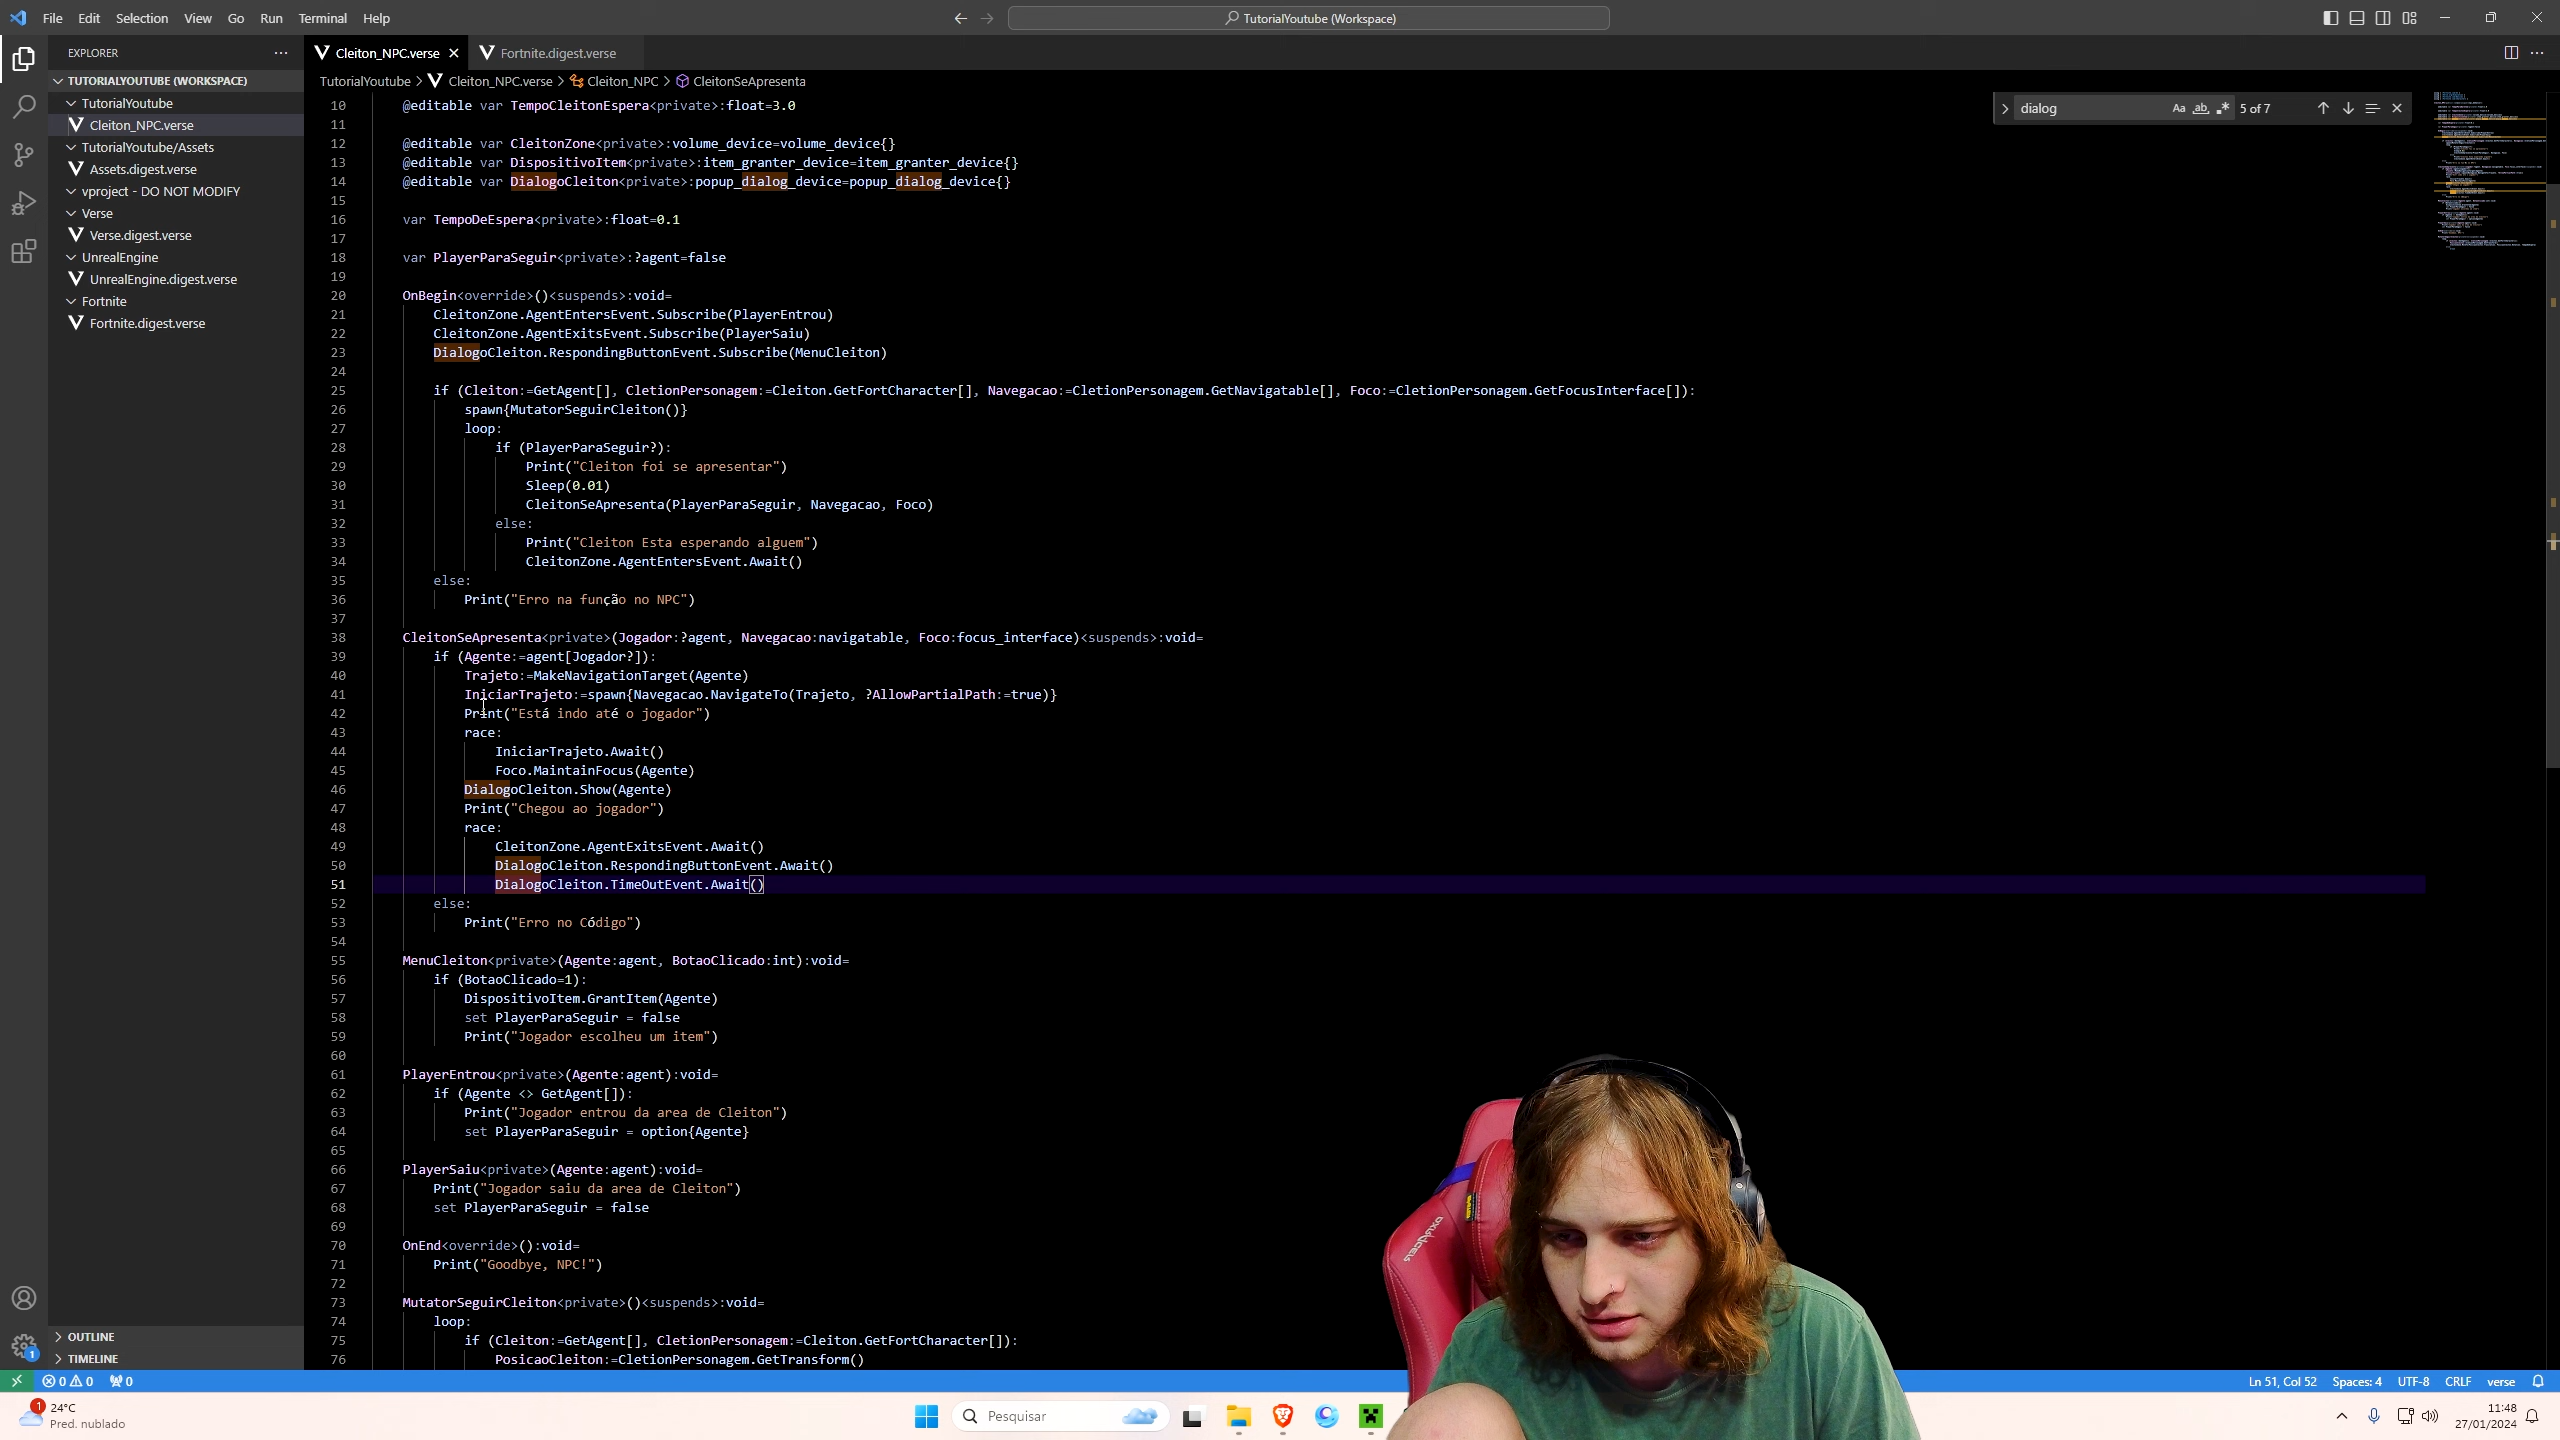 File Edit Selection View Go Run Terminal Help
TutorialYoutube (Workspace)
EXPLORER
Cleiton_NPC.verse
Fortnite.digest.verse
TUTORIALYOUTUBE (WORKSPACE)
TutorialYoutube
Cleiton_NPC.verse
TutorialYoutube/Assets
Assets.digest.verse
vproject - DO NOT MODIFY
Verse
Verse.digest.verse
UnrealEngine
UnrealEngine.digest.verse
Fortnite
Fortnite.digest.verse
OUTLINE
TIMELINE
TutorialYoutube > Cleiton_NPC.verse > Cleiton_NPC > CleitonSeApresenta
dialog Aa ab 5 of 7
10 @editable var TempoCleitonEspera<private>:float=3.0
11
12 @editable var CleitonZone<private>:volume_device=volume_device{}
13 @editable var DispositivoItem<private>:item_granter_device=item_granter_device{}
14 @editable var DialogoCleiton<private>:popup_dialog_device=popup_dialog_device{}
15
16 var TempoDeEspera<private>:float=0.1
17
18 var PlayerParaSeguir<private>:?agent=false
19
20 OnBegin<override>()<suspends>:void=
21 CleitonZone.AgentEntersEvent.Subscribe(PlayerEntrou)
22 CleitonZone.AgentExitsEvent.Subscribe(PlayerSaiu)
23 DialogoCleiton.RespondingButtonEvent.Subscribe(MenuCleiton)
24
25 if (Cleiton:=GetAgent[], CletionPersonagem:=Cleiton.GetFortCharacter[], Navegacao:=CletionPersonagem.GetNavigatable[], Foco:=CletionPersonagem.GetFocusInterface[]):
26 spawn{MutatorSeguirCleiton()}
27 loop:
28 if (PlayerParaSeguir?):
29 Print("Cleiton foi se apresentar")
30 Sleep(0.01)
31 CleitonSeApresenta(PlayerParaSeguir, Navegacao, Foco)
32 else:
33 Print("Cleiton Esta esperando alguem")
34 CleitonZone.AgentEntersEvent.Await()
35 else:
36 Print("Erro na função no NPC")
37
38 CleitonSeApresenta<private>(Jogador:?agent, Navegacao:navigatable, Foco:focus_interface)<suspends>:void=
39 if (Agente:=agent[Jogador?]):
40 Trajeto:=MakeNavigationTarget(Agente)
41 IniciarTrajeto:=spawn{Navegacao.NavigateTo(Trajeto, ?AllowPartialPath:=true)}
42 Print("Está indo até o jogador")
43 race:
44 IniciarTrajeto.Await()
45 Foco.MaintainFocus(Agente)
46 DialogoCleiton.Show(Agente)
47 Print("Chegou ao jogador")
48 race:
49 CleitonZone.AgentExitsEvent.Await()
50 DialogoCleiton.RespondingButtonEvent.Await()
51 DialogoCleiton.TimeOutEvent.Await()
52 else:
53 Print("Erro no Código")
54
55 MenuCleiton<private>(Agente:agent, BotaoClicado:int):void=
56 if (BotaoClicado=1):
57 DispositivoItem.GrantItem(Agente)
58 set PlayerParaSeguir = false
59 Print("Jogador escolheu um item")
60
61 PlayerEntrou<private>(Agente:agent):void=
62 if (Agente <> GetAgent[]):
63 Print("Jogador entrou da area de Cleiton")
64 set PlayerParaSeguir = option{Agente}
65
66 PlayerSaiu<private>(Agente:agent):void=
67 Print("Jogador saiu da area de Cleiton")
68 set PlayerParaSeguir = false
69
70 OnEnd<override>():void=
71 Print("Goodbye, NPC!")
72
73 MutatorSeguirCleiton<private>()<suspends>:void=
74 loop:
75 if (Cleiton:=GetAgent[], CletionPersonagem:=Cleiton.GetFortCharacter[]):
76 PosicaoCleiton:=CletionPersonagem.GetTransform()
DXRACER
0 0 0
Ln 51, Col 52 Spaces: 4 UTF-8 CRLF verse
1
24°C
Pred. nublado
Pesquisar
11:48
27/01/2024